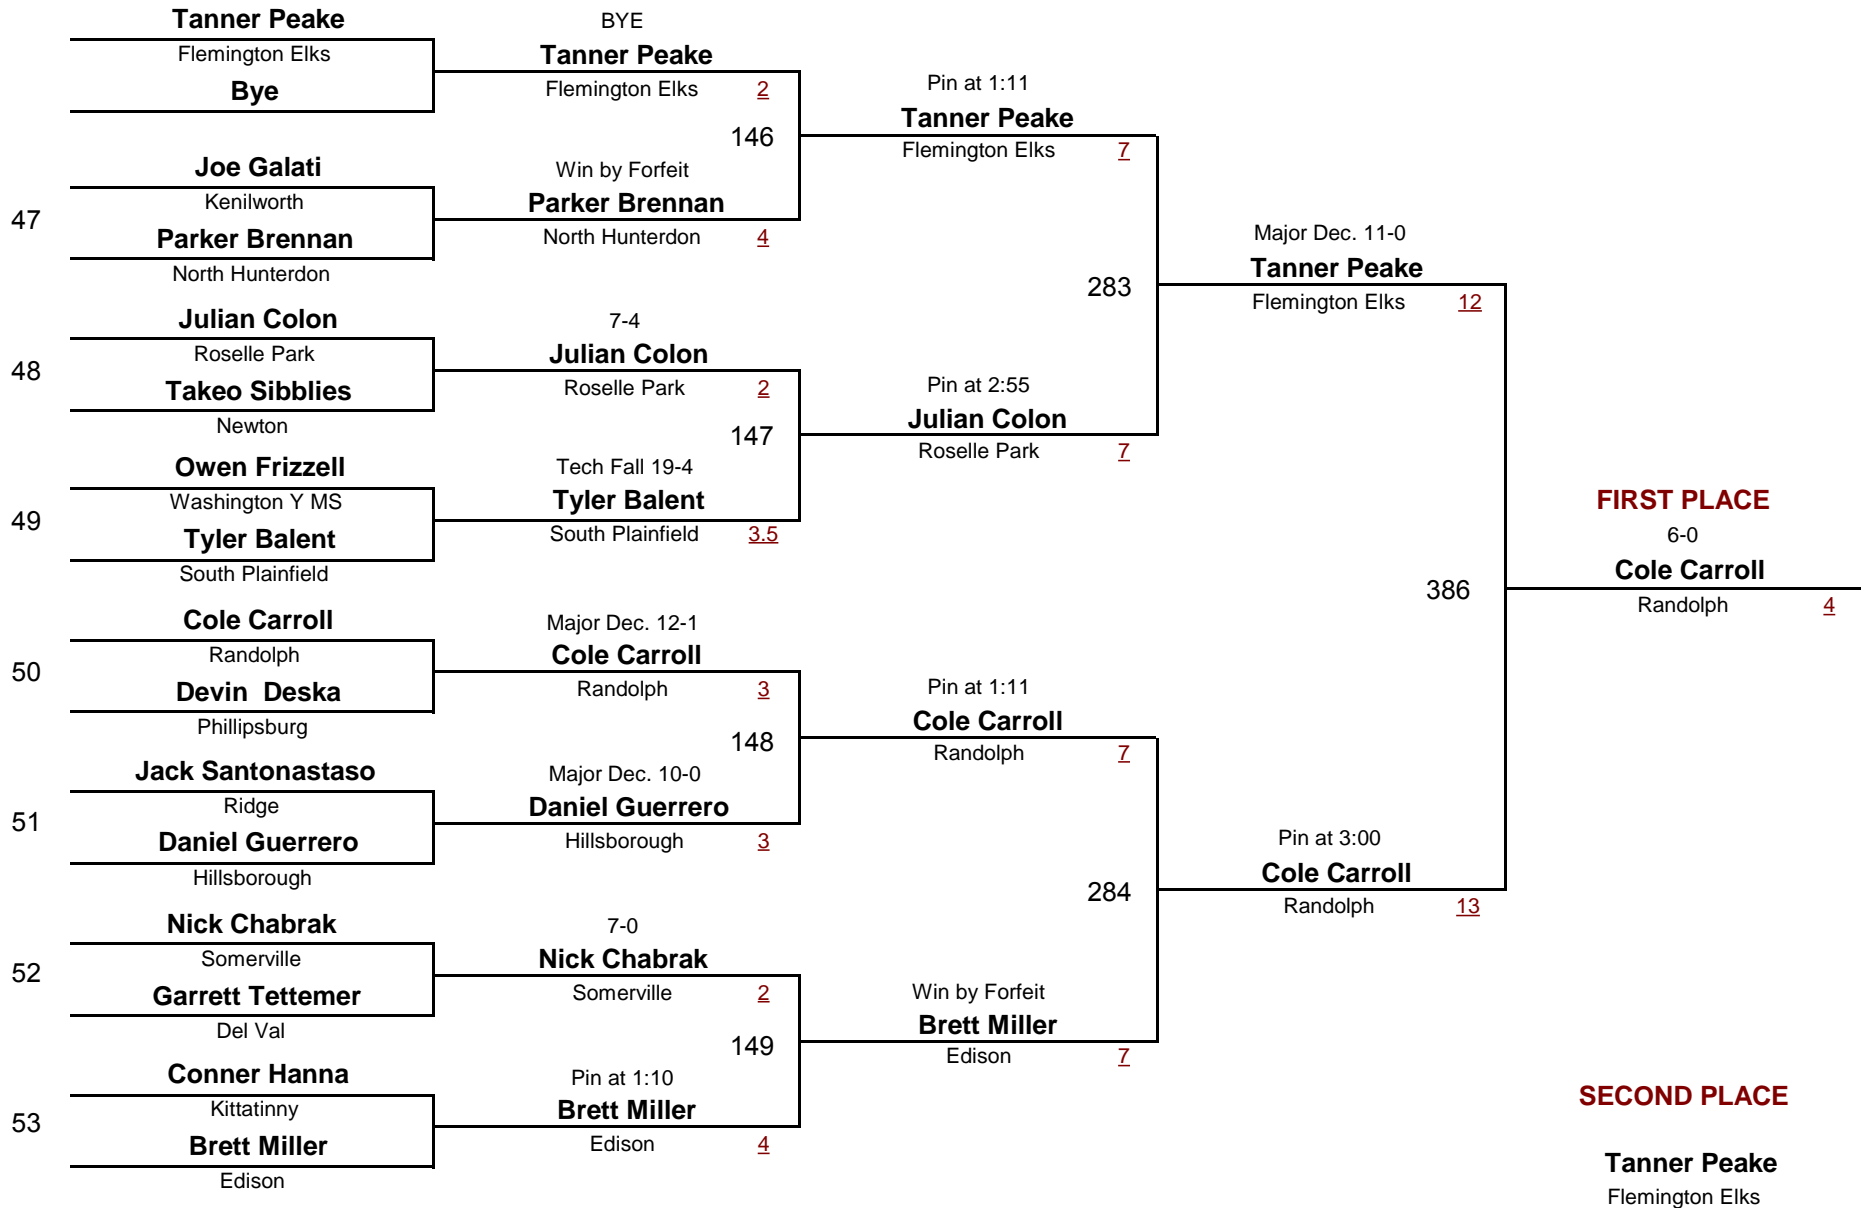 Tanner Peake
Flemington Elks
Bye
47
Joe Galati
Kenilworth
Parker Brennan
North Hunterdon
48
Julian Colon
Roselle Park
Takeo Sibblies
Newton
49
Owen Frizzell
Washington Y MS
Tyler Balent
South Plainfield
50
Cole Carroll
Randolph
Devin  Deska
Phillipsburg
51
Jack Santonastaso
Ridge
Daniel Guerrero
Hillsborough
52
Nick Chabrak
Somerville
Garrett Tettemer
Del Val
53
Conner Hanna
Kittatinny
Brett Miller
Edison
BYE
Tanner Peake
Flemington Elks 2
146
Win by Forfeit
Parker Brennan
North Hunterdon 4
7-4
Julian Colon
Roselle Park 2
147
Tech Fall 19-4
Tyler Balent
South Plainfield 3.5
Major Dec. 12-1
Cole Carroll
Randolph 3
148
Major Dec. 10-0
Daniel Guerrero
Hillsborough 3
7-0
Nick Chabrak
Somerville 2
149
Pin at 1:10
Brett Miller
Edison 4
Pin at 1:11
Tanner Peake
Flemington Elks 7
283
Pin at 2:55
Julian Colon
Roselle Park 7
Pin at 1:11
Cole Carroll
Randolph 7
284
Win by Forfeit
Brett Miller
Edison 7
Major Dec. 11-0
Tanner Peake
Flemington Elks 12
386
Pin at 3:00
Cole Carroll
Randolph 13
FIRST PLACE
6-0
Cole Carroll
Randolph 4
SECOND PLACE
Tanner Peake
Flemington Elks